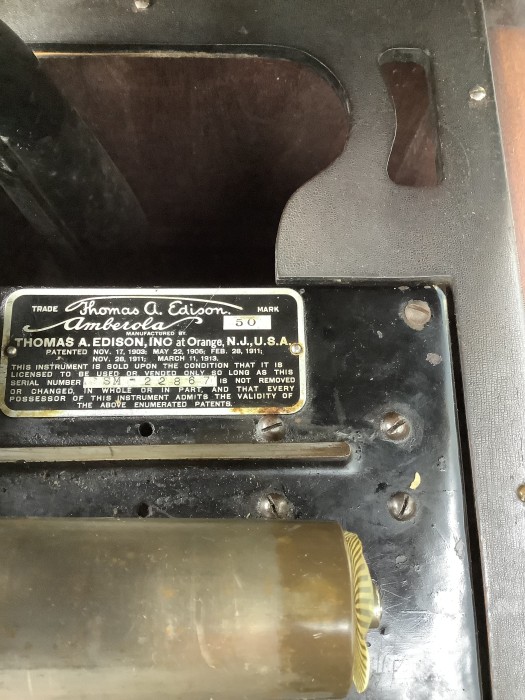 TRADE Thomas A. Edison. MARK
Amberola 50
MANUFACTURED BY
THOMAS A. EDISON, INC at Orange, N.J., U.S.A.
PATENTED NOV. 17, 1903; MAY 22, 1906; FEB. 28, 1911;
NOV. 28, 1911; MARCH 11, 1913.
THIS INSTRUMENT IS SOLD UPON THE CONDITION THAT IT IS
LICENSED TO BE USED OR VENDED ONLY SO LONG AS THIS
SERIAL NUMBER SM-22867 IS NOT REMOVED
OR CHANGED, IN WHOLE OR IN PART, AND THAT EVERY
POSSESSOR OF THIS INSTRUMENT ADMITS THE VALIDITY OF
THE ABOVE ENUMERATED PATENTS.